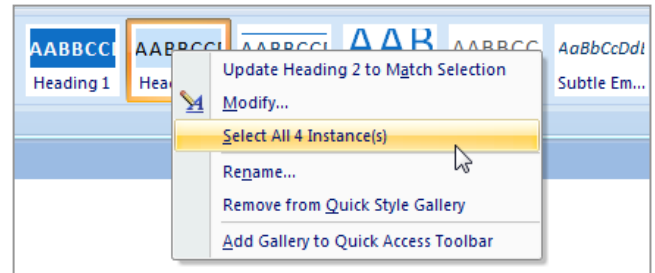 AABBCCI AABBCCI AABBCCI AAB AABBCC AaBbCcDdE
Heading 1 Hea Subtle Em...
Update Heading 2 to Match Selection
Modify...
Select All 4 Instance(s)
Rename...
Remove from Quick Style Gallery
Add Gallery to Quick Access Toolbar